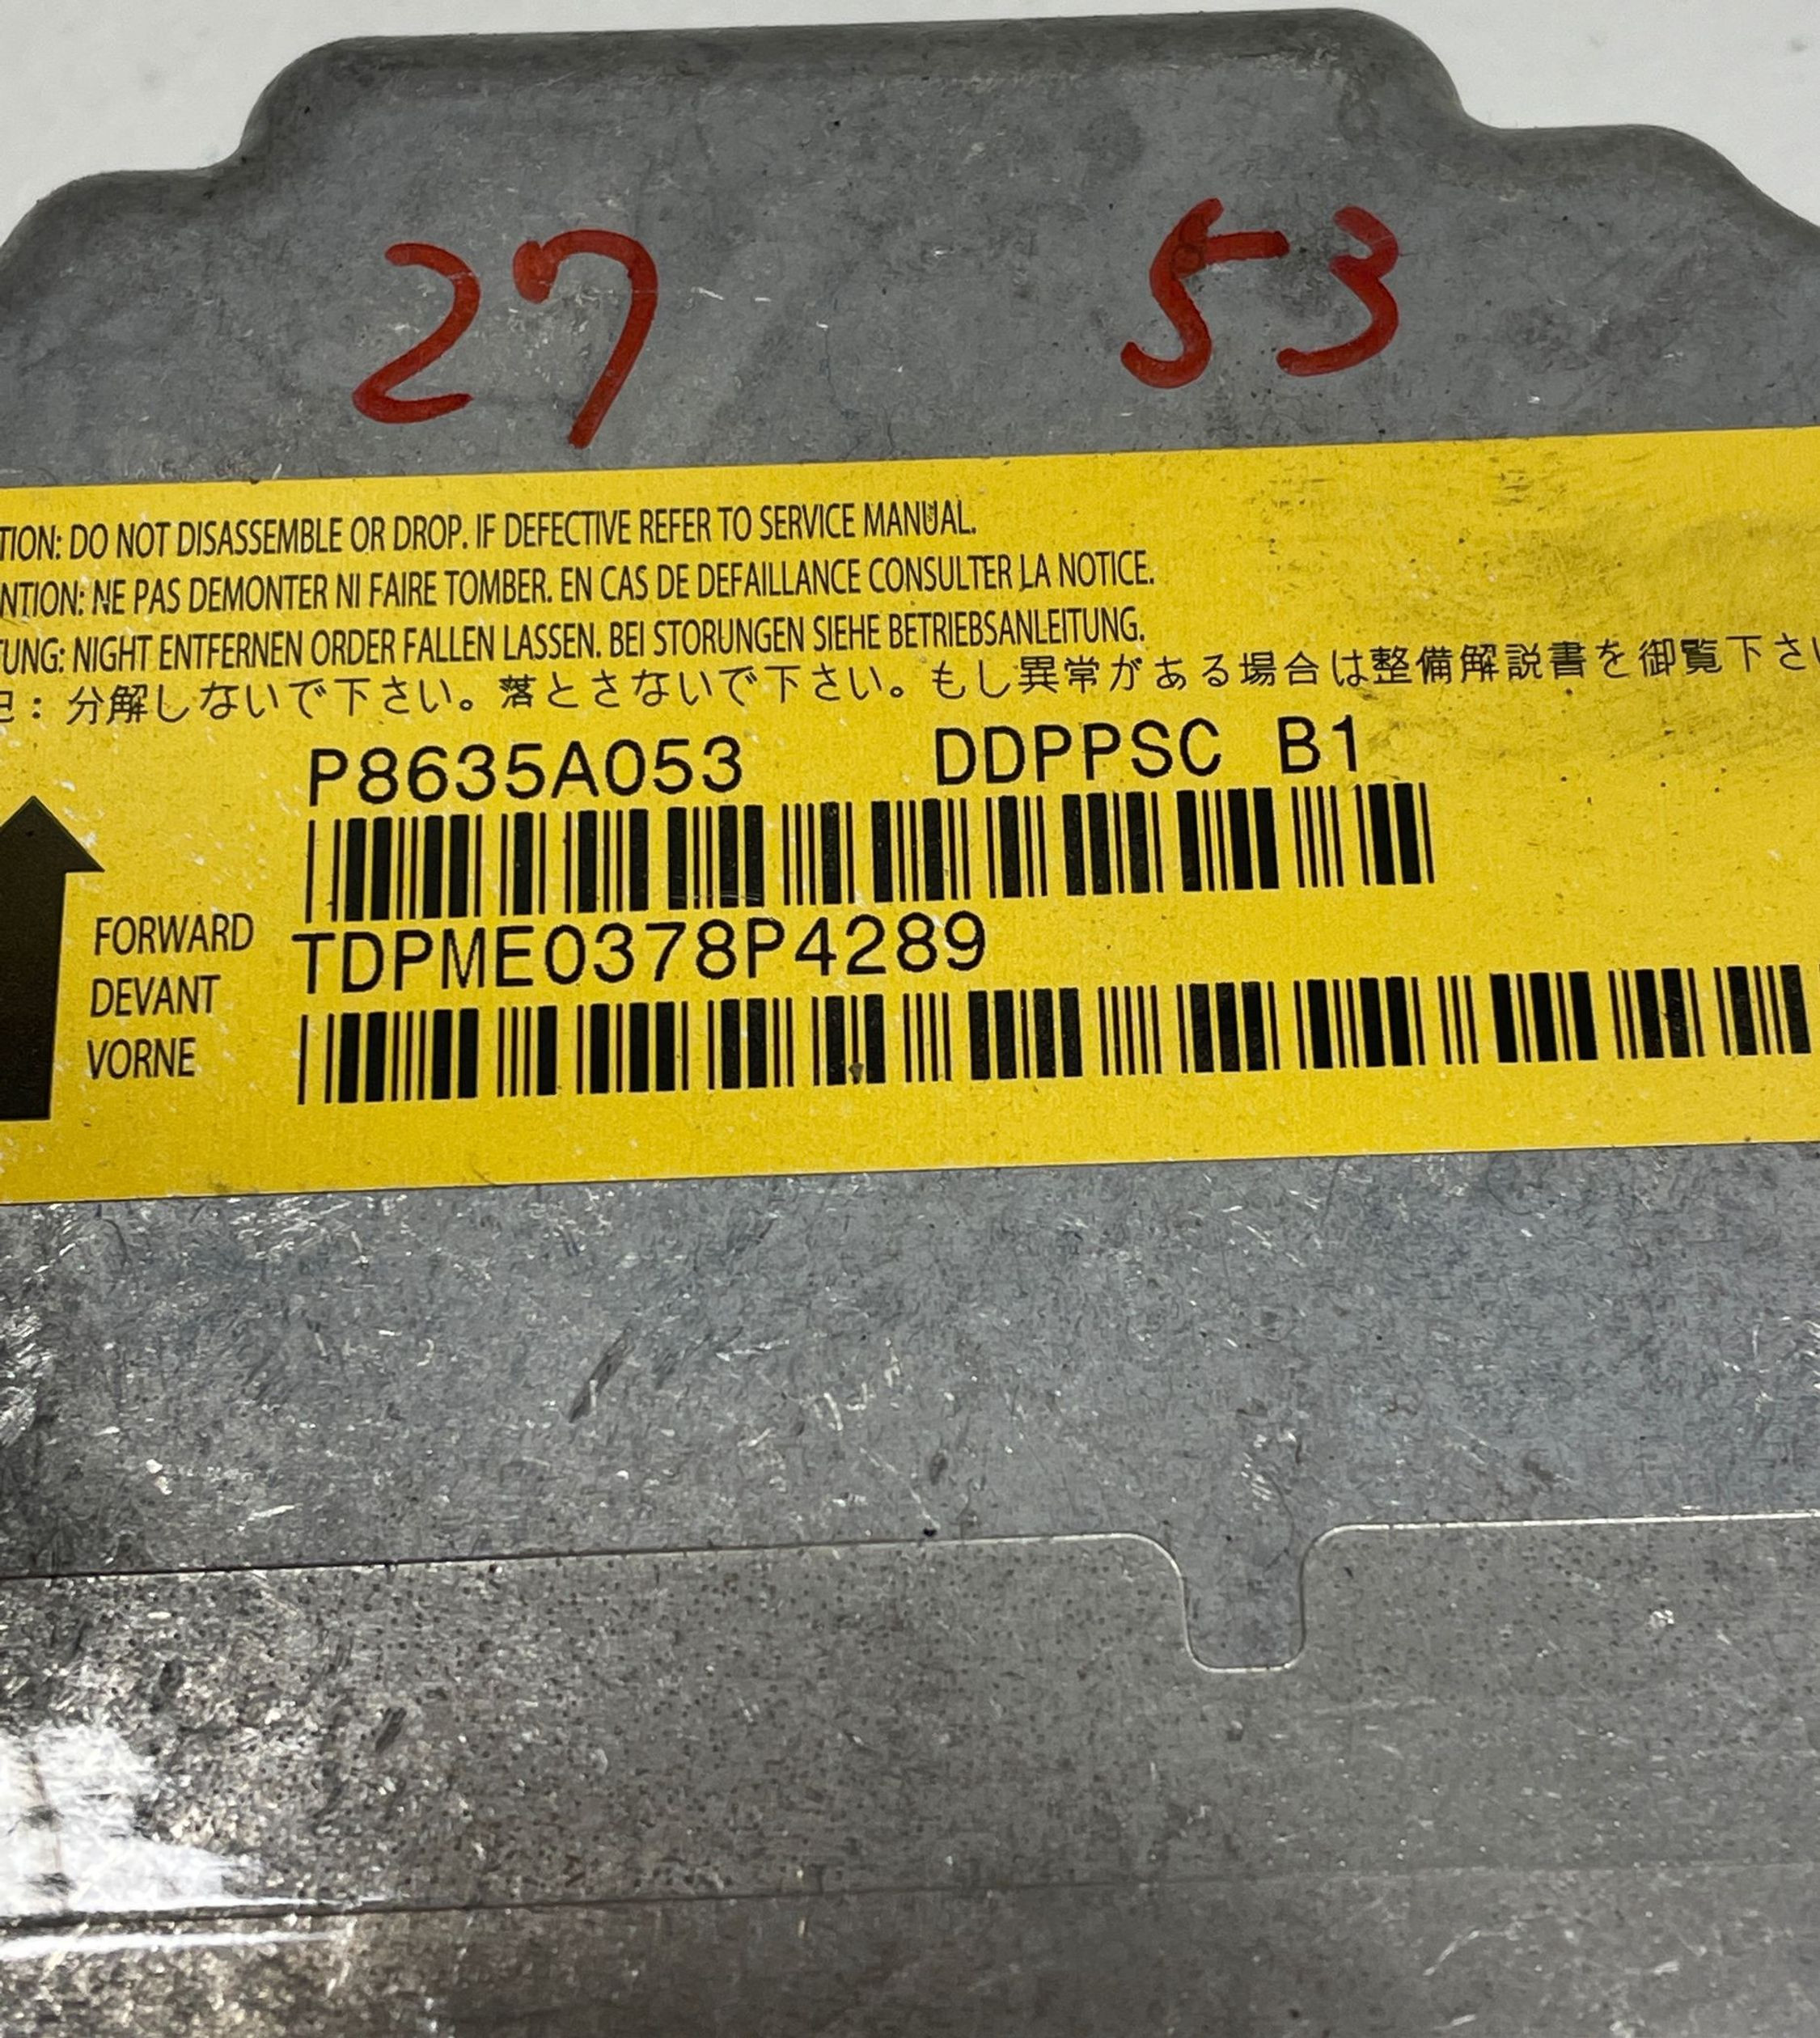 27 53
TION: DO NOT DISASSEMBLE OR DROP. IF DEFECTIVE REFER TO SERVICE MANUAL.
NTION: NE PAS DEMONTER NI FAIRE TOMBER. EN CAS DE DEFAILLANCE CONSULTER LA NOTICE.
TUNG: NIGHT ENTFERNEN ORDER FALLEN LASSEN. BEI STORUNGEN SIEHE BETRIEBSANLEITUNG.
：分解しないで下さい。落とさないで下さい。もし異常がある場合は整備解説書を御覧下さい
P8635A053 DDPPSC B1
FORWARD
DEVANT
VORNE
TDPME0378P4289